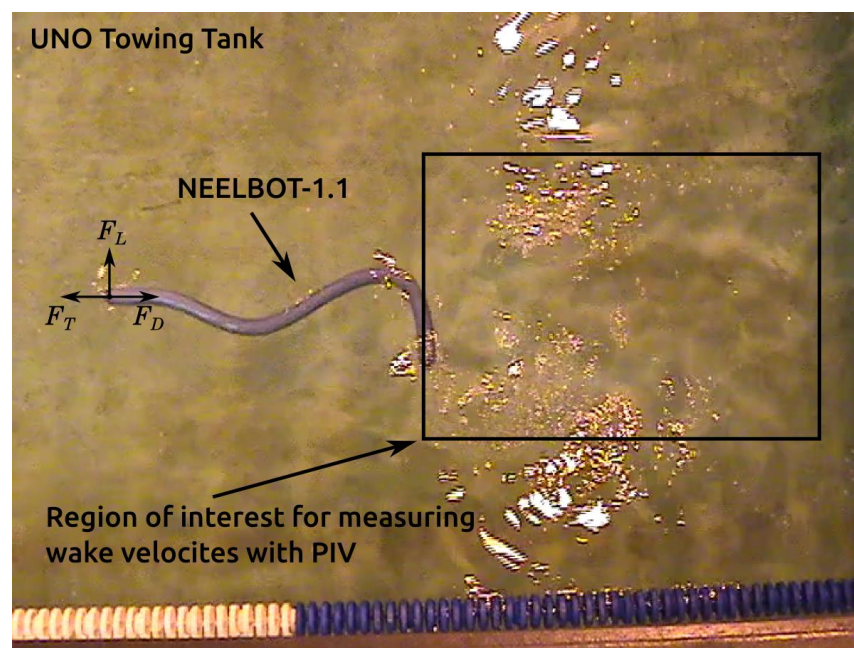 UNO Towing Tank
NEELBOT-1.1
F_L
F_T
F_D
Region of interest for measuring
wake velocites with PIV